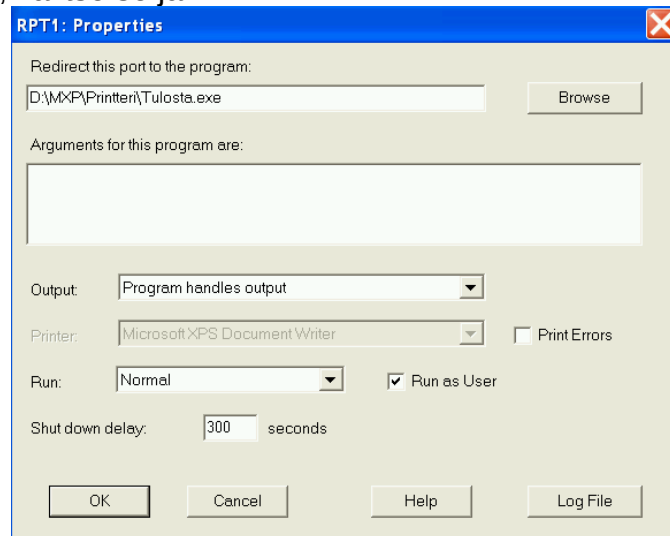 RPT1: Properties
Redirect this port to the program:
D:\MXP\Printteri\Tulosta.exe
Browse
Arguments for this program are:
Output:
Program handles output
Printer:
Microsoft XPS Document Writer
Print Errors
Run:
Normal
Run as User
Shut down delay:
300
seconds
OK
Cancel
Help
Log File